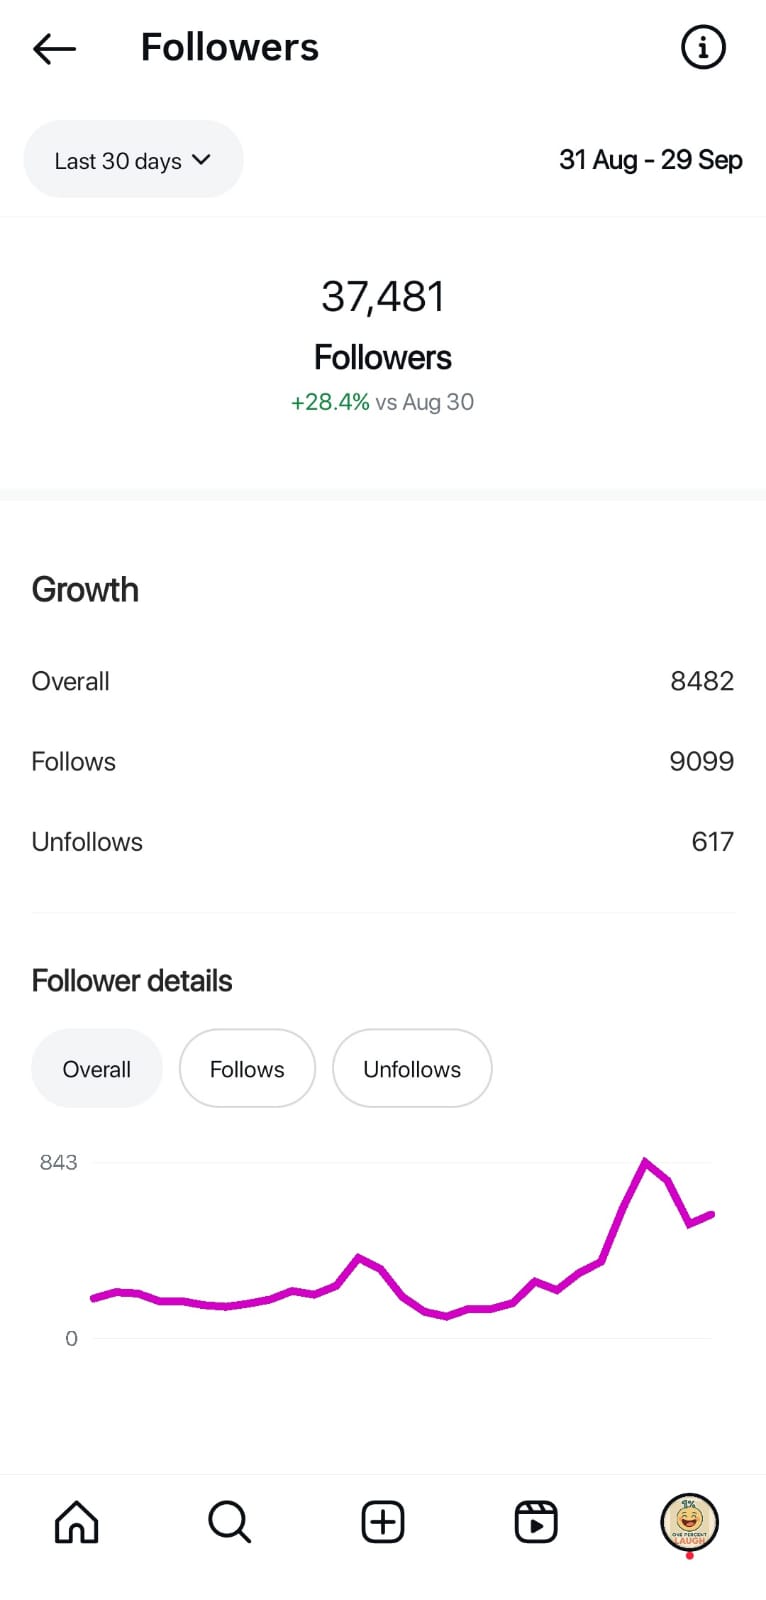 Followers
Last 30 days
31 Aug - 29 Sep
37,481
Followers
+28.4% vs Aug 30
Growth
Overall 8482
Follows 9099
Unfollows 617
Follower details
Overall Follows Unfollows
843
0
1%
ONE PERCENT
LAUGH